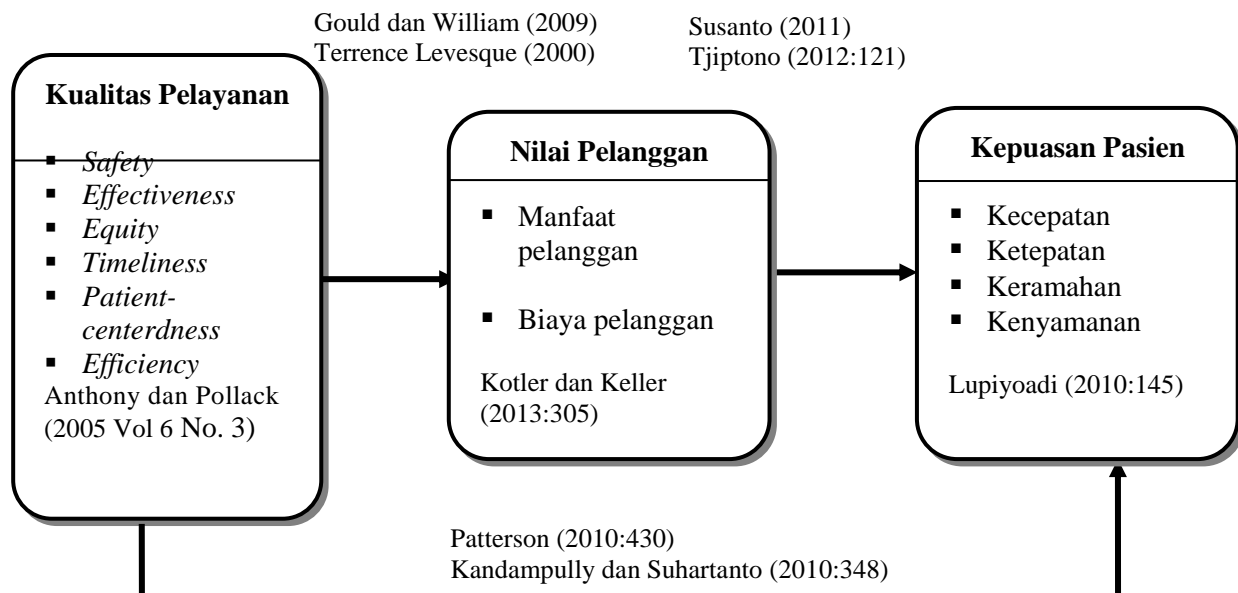 Gould dan William (2009)
Terrence Levesque (2000)
Susanto (2011)
Tjiptono (2012:121)
Kualitas Pelayanan
▪ Safety
▪ Effectiveness
▪ Equity
▪ Timeliness
▪ Patient-
centerdness
▪ Efficiency
Anthony dan Pollack
(2005 Vol 6 No. 3)
Nilai Pelanggan
▪ Manfaat
pelanggan
▪ Biaya pelanggan
Kotler dan Keller
(2013:305)
Kepuasan Pasien
▪ Kecepatan
▪ Ketepatan
▪ Keramahan
▪ Kenyamanan
Lupiyoadi (2010:145)
Patterson (2010:430)
Kandampully dan Suhartanto (2010:348)